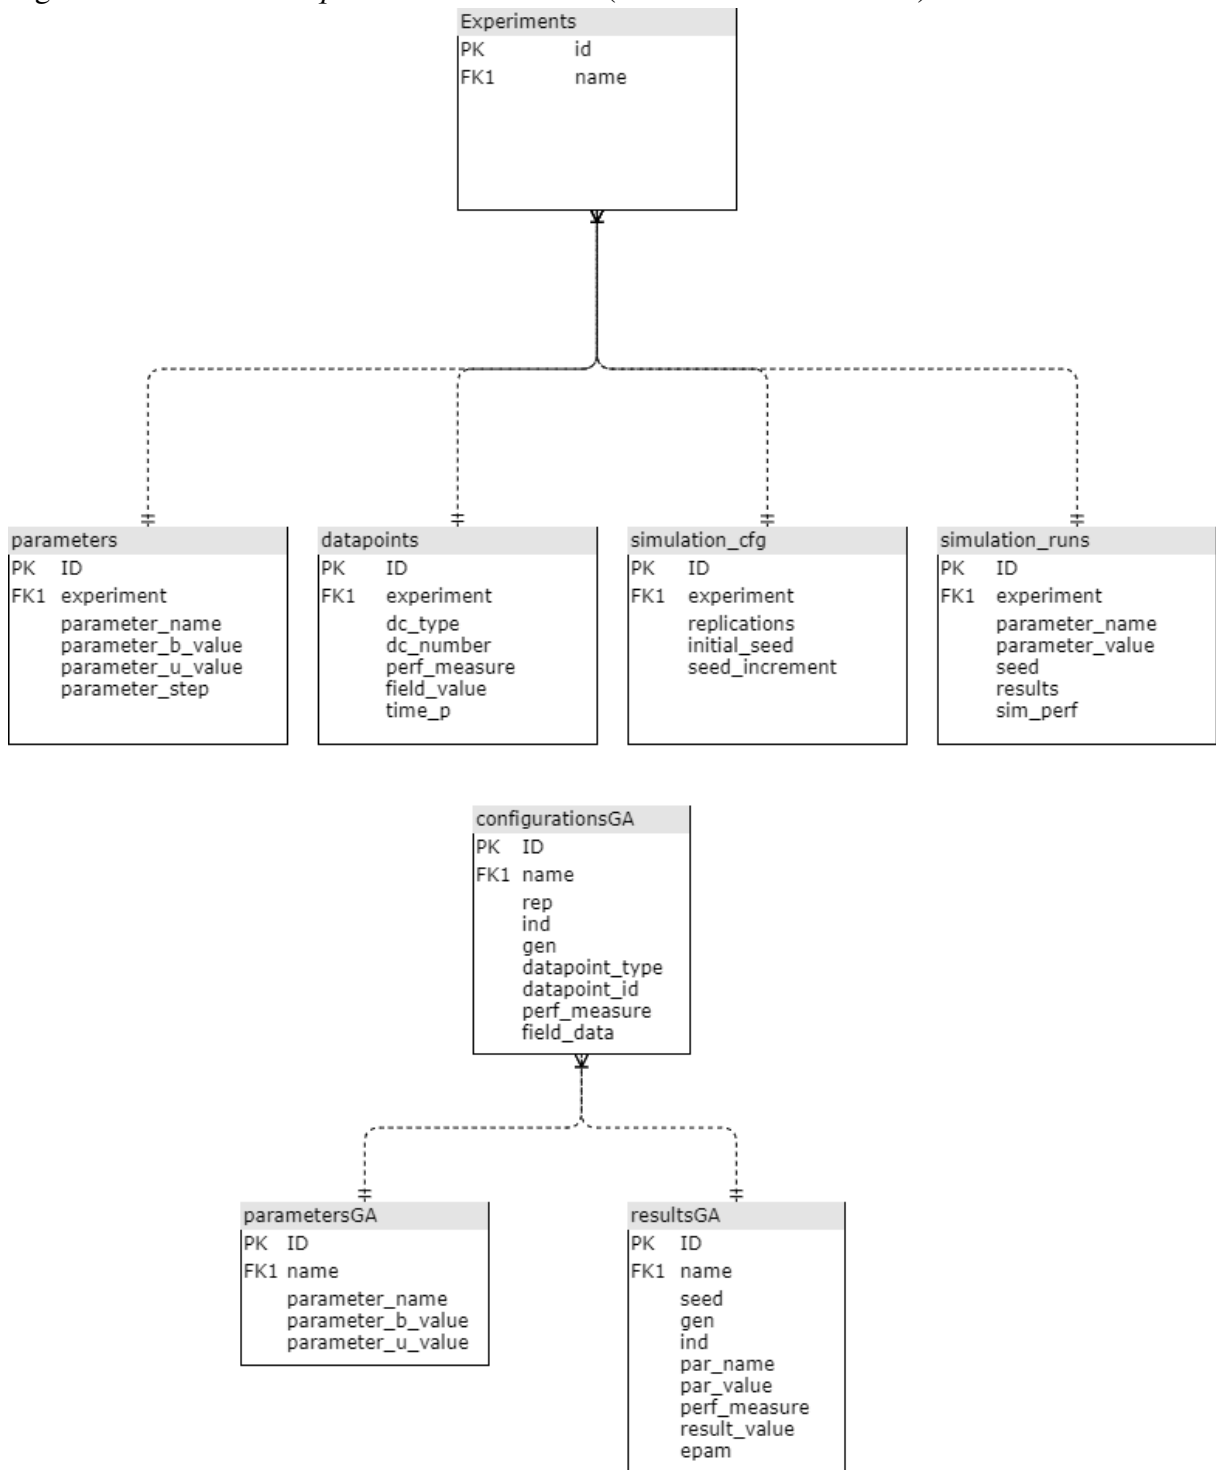 Experiments
PK id
FK1 name
parameters
PK ID
FK1 experiment
parameter_name
parameter_b_value
parameter_u_value
parameter_step
datapoints
PK ID
FK1 experiment
dc_type
dc_number
perf_measure
field_value
time_p
simulation_cfg
PK ID
FK1 experiment
replications
initial_seed
seed_increment
simulation_runs
PK ID
FK1 experiment
parameter_name
parameter_value
seed
results
sim_perf
configurationsGA
PK ID
FK1 name
rep
ind
gen
datapoint_type
datapoint_id
perf_measure
field_data
parametersGA
PK ID
FK1 name
parameter_name
parameter_b_value
parameter_u_value
resultsGA
PK ID
FK1 name
seed
gen
ind
par_name
par_value
perf_measure
result_value
epam